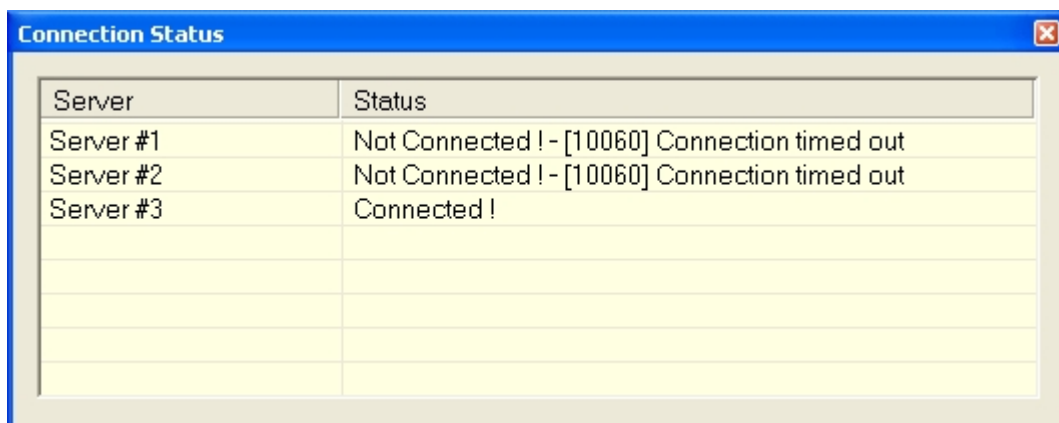 Connection Status
Server Status
Server #1 Not Connected ! - [10060] Connection timed out
Server #2 Not Connected ! - [10060] Connection timed out
Server #3 Connected !